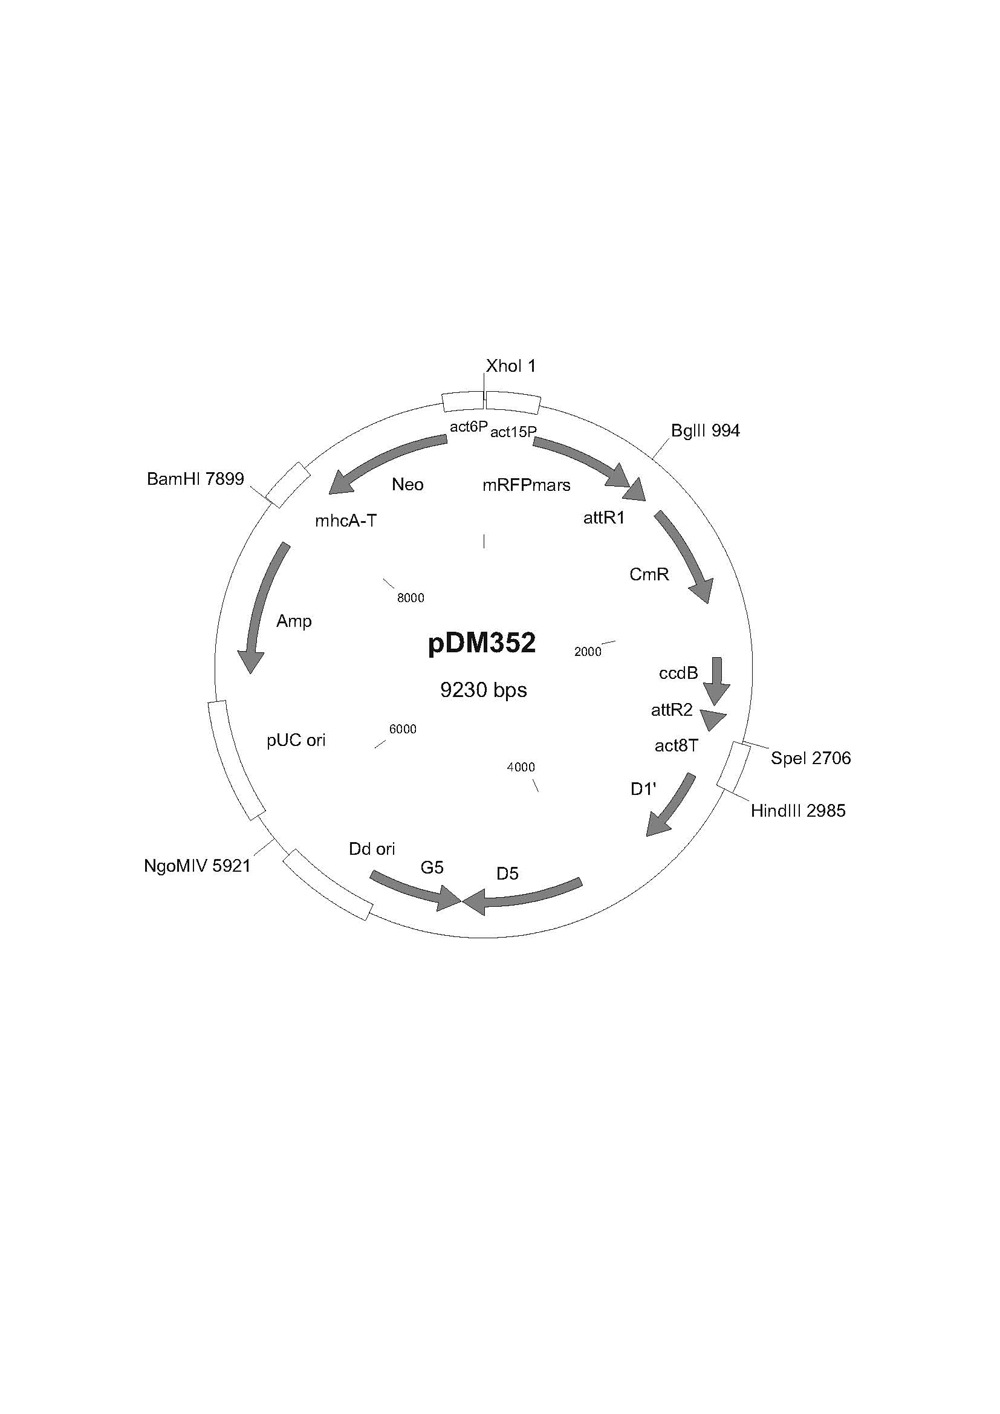 XhoI 1
act6P
act15P
BglII 994
BamHI 7899
Neo
mRFPmars
mhcA-T
attR1
CmR
8000
Amp
pDM352
2000
ccdB
9230 bps
attR2
6000
pUC ori
act8T
SpeI 2706
4000
D1'
HindIII 2985
Dd ori
NgoMIV 5921
G5
D5